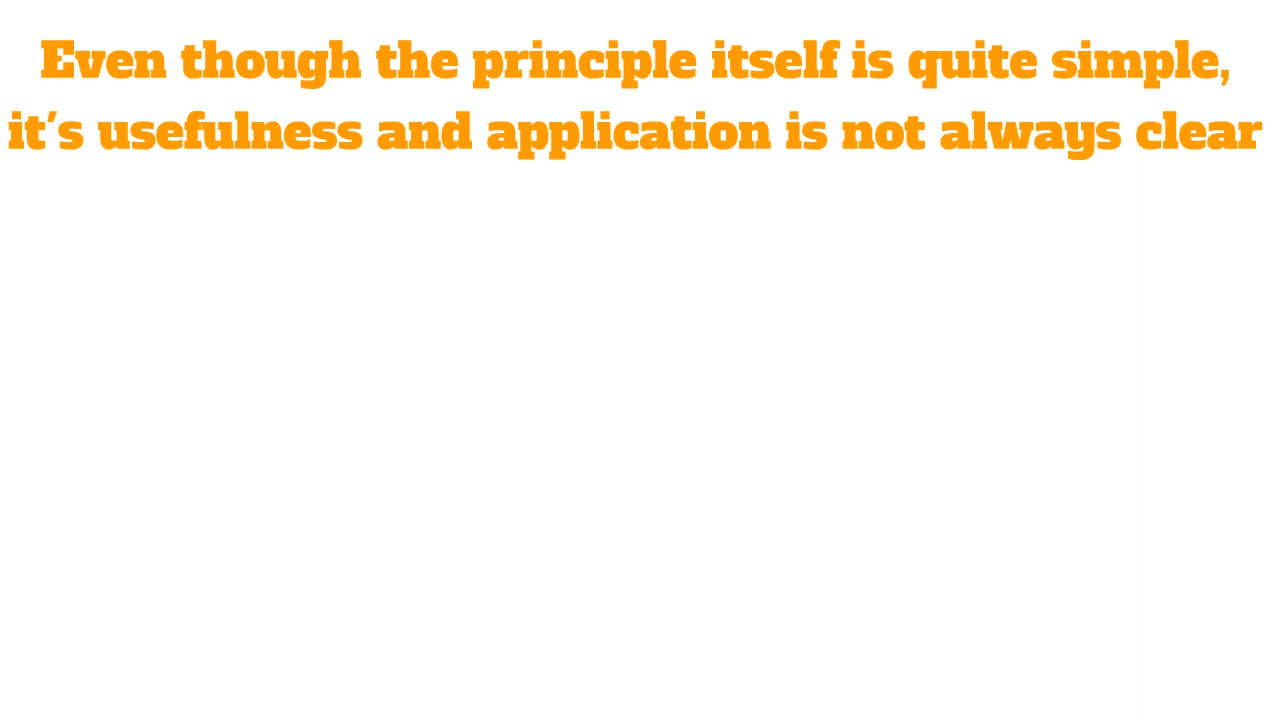 Even though the principle itself is quite simple,
it's usefulness and application is not always clear